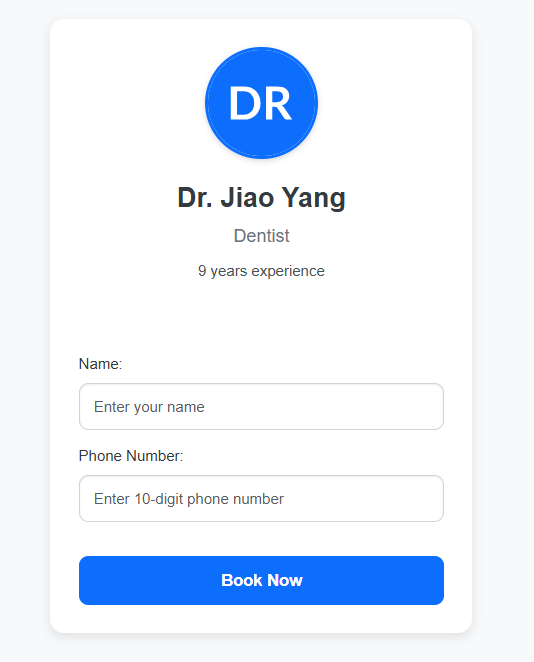 DR
Dr. Jiao Yang
Dentist
9 years experience
Name:
Enter your name
Phone Number:
Enter 10-digit phone number
Book Now